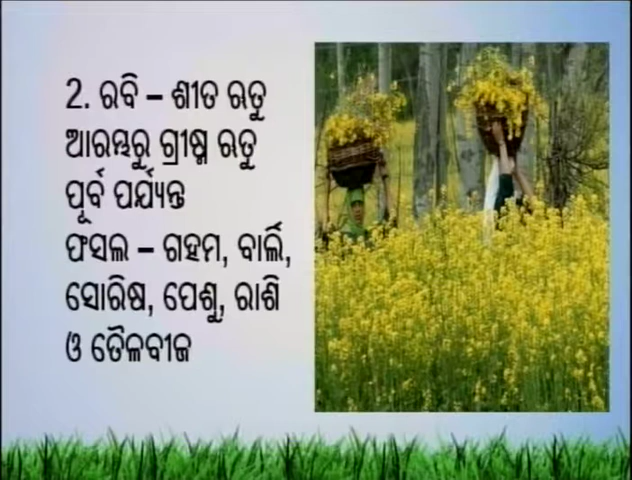 2. ରବି – ଶୀତ ଋତୁ
ଆରମ୍ଭରୁ ଗ୍ରୀଷ୍ମ ଋତୁ
ପୂର୍ବ ପର୍ଯ୍ୟନ୍ତ
ଫସଲ – ଗହମ, ବାର୍ଲି,
ସୋରିଷ, ପେଶୁ, ରାଶି
ଓ ତୈଳବୀଜ